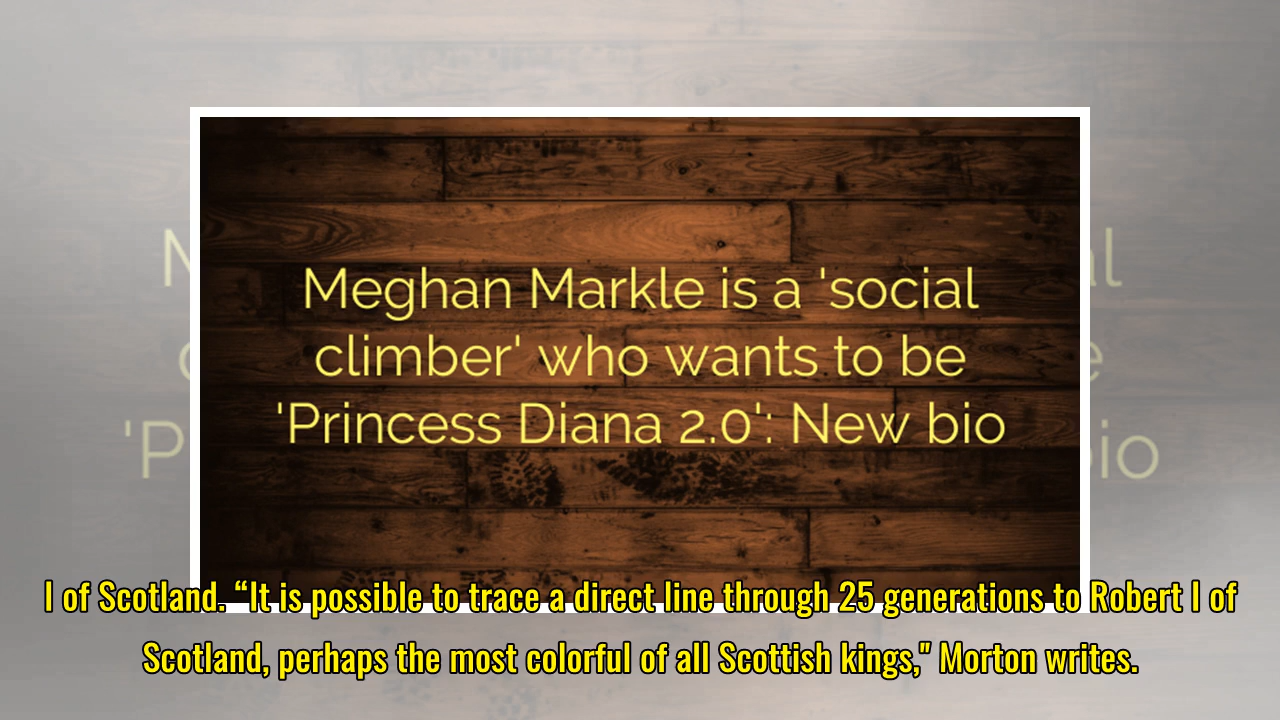 Meghan Markle is a 'social
climber' who wants to be
'Princess Diana 2.0': New bio
I of Scotland. “It is possible to trace a direct line through 25 generations to Robert I of
Scotland, perhaps the most colorful of all Scottish kings," Morton writes.